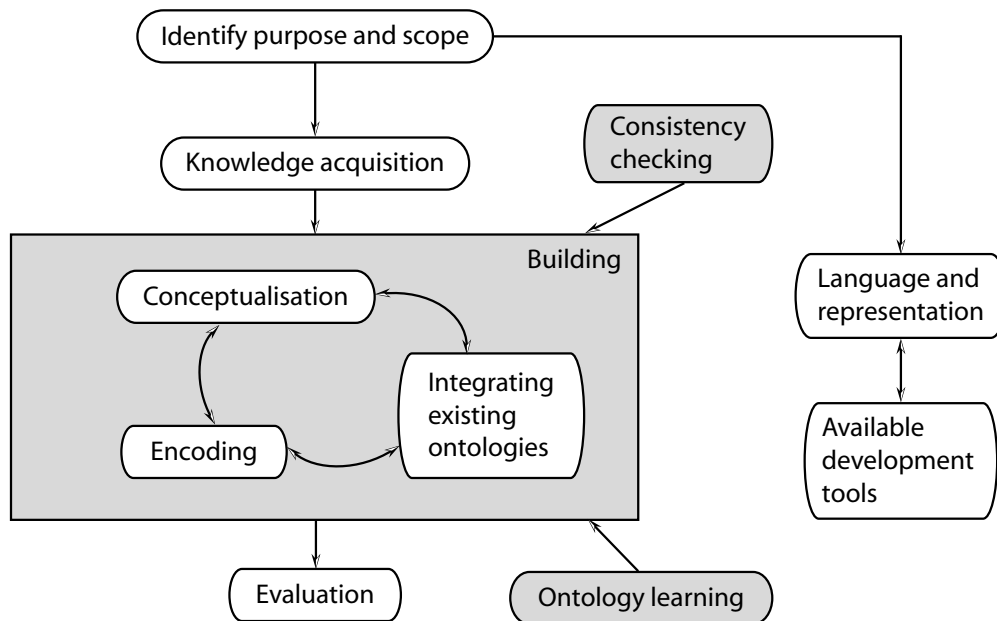 Identify purpose and scope
Consistency
checking
Knowledge acquisition
Building
Conceptualisation
Language and
representation
Integrating
existing
ontologies
Encoding
Available
development
tools
Evaluation
Ontology learning